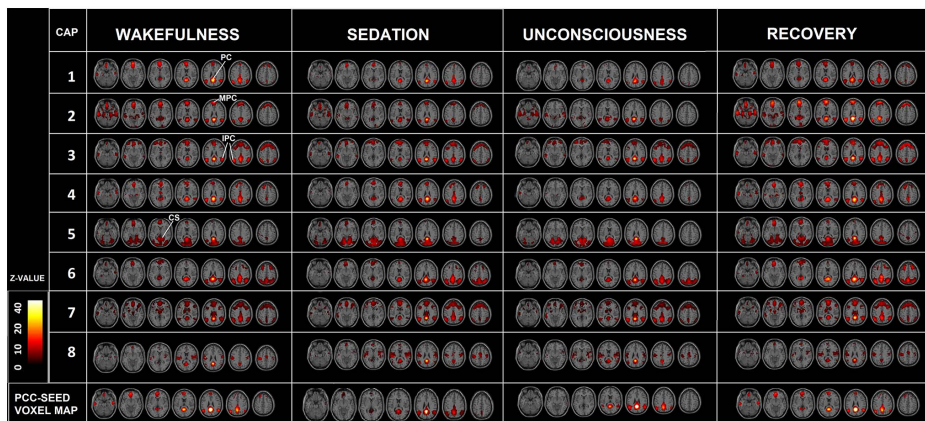 CAP WAKEFULNESS SEDATION UNCONSCIOUSNESS RECOVERY
PC
1
MPC
2
IPC
3
4
CS
5
6
Z-VALUE
40
20
10
0
7
8
PCC-SEED
VOXEL MAP